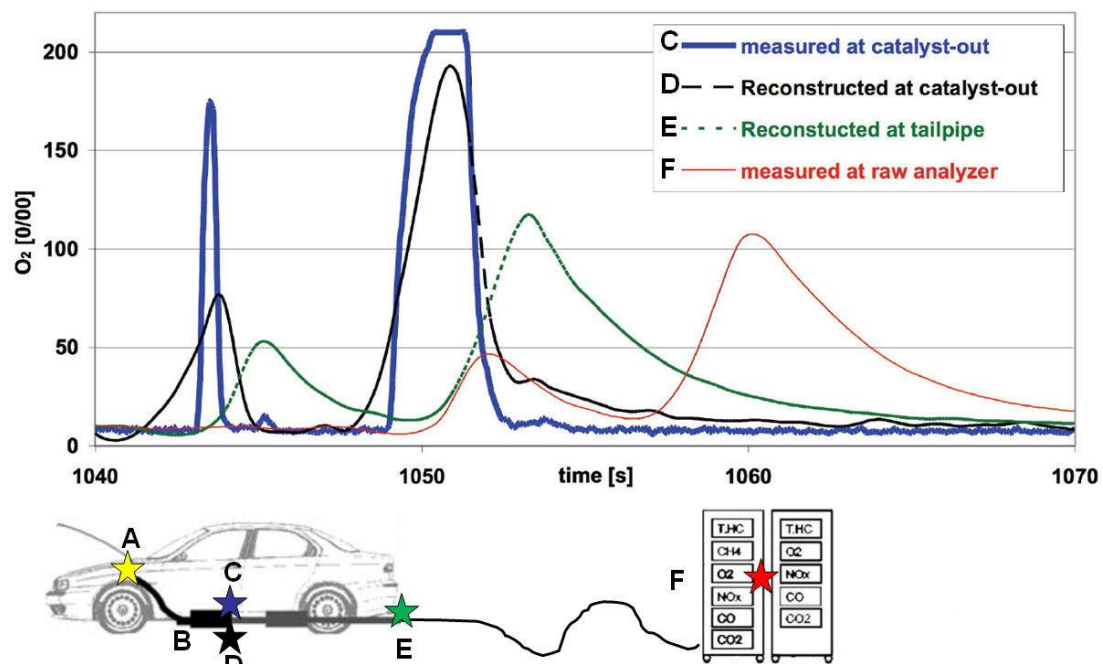 200
150
100
50
0
O₂ [0/00]
C measured at catalyst-out
D Reconstructed at catalyst-out
E Reconstucted at tailpipe
F measured at raw analyzer
1040
1050
time [s]
1060
1070
A
C
B
D
E
F
T.HC
CH4
O2
NOx
CO
CO2
T.HC
O2
NOx
CO
CO2